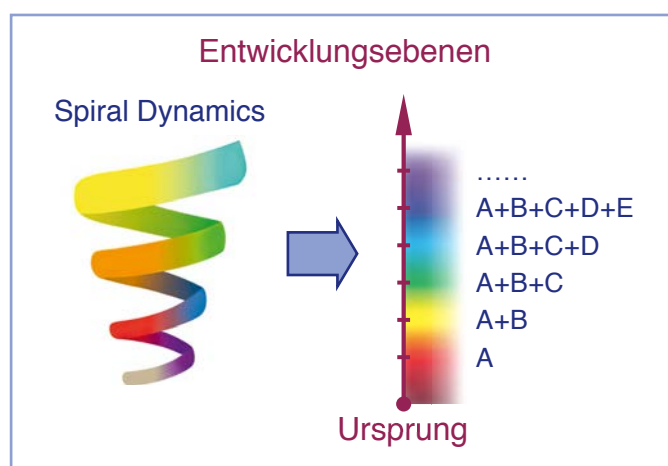 Entwicklungsebenen
Spiral Dynamics
......
A+B+C+D+E
A+B+C+D
A+B+C
A+B
A
Ursprung